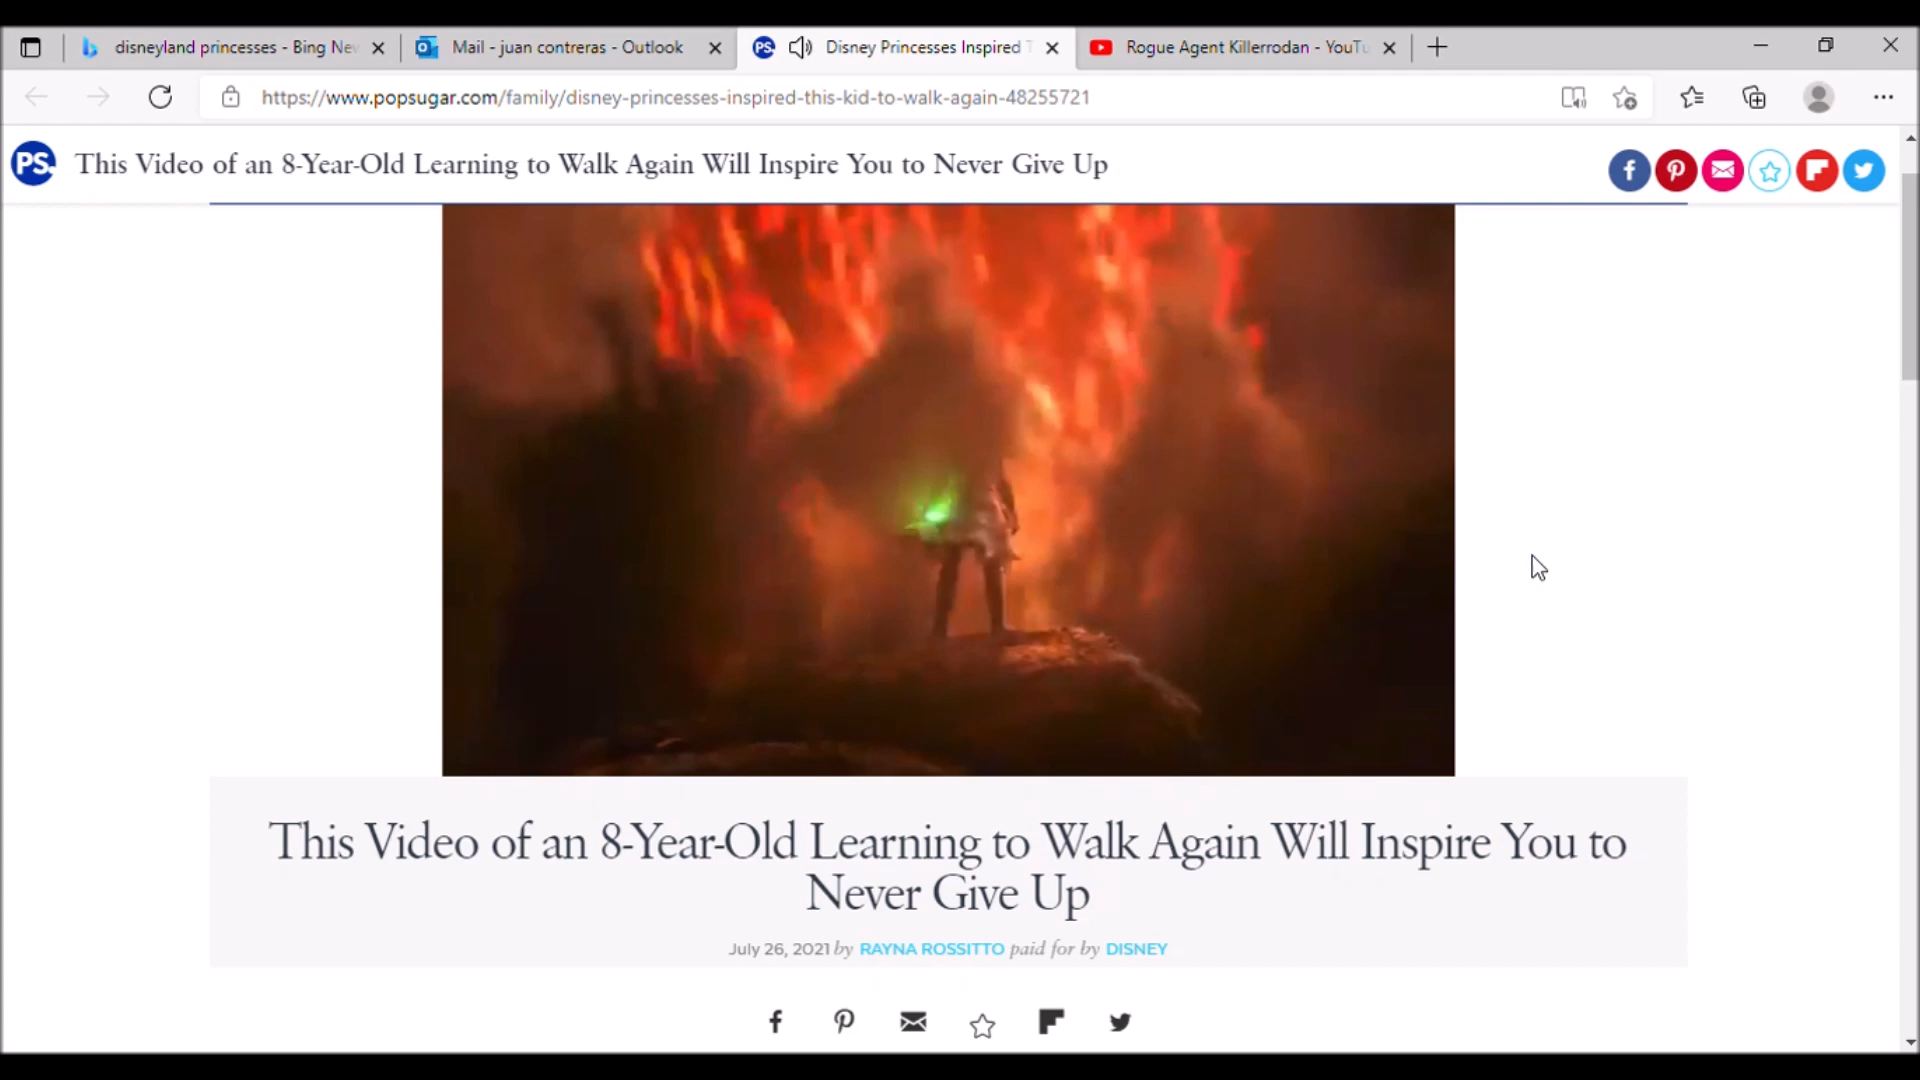 disneyland princesses - Bing Ne
Mail - juan contreras - Outlook
PS.
Disney Princesses Inspired T
Rogue Agent Killerrodan - YouTu
https://www.popsugar.com/family/disney-princesses-inspired-this-kid-to-walk-again-48255721
PS.
This Video of an 8-Year-Old Learning to Walk Again Will Inspire You to Never Give Up
This Video of an 8-Year-Old Learning to Walk Again Will Inspire You to
Never Give Up
July 26, 2021 by RAYNA ROSSITTO paid for by DISNEY